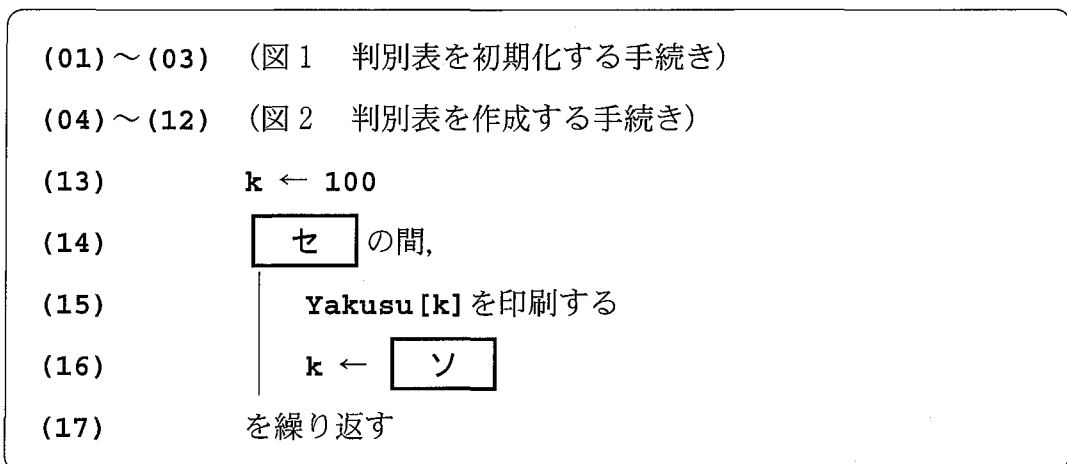 (01)~(03) (図1 判別表を初期化する手続き)
(04)~(12) (図2 判別表を作成する手続き)
(13) k ← 100
(14) セ の間,
(15) Yakusu[k]を印刷する
(16) k ← ソ
(17) を繰り返す